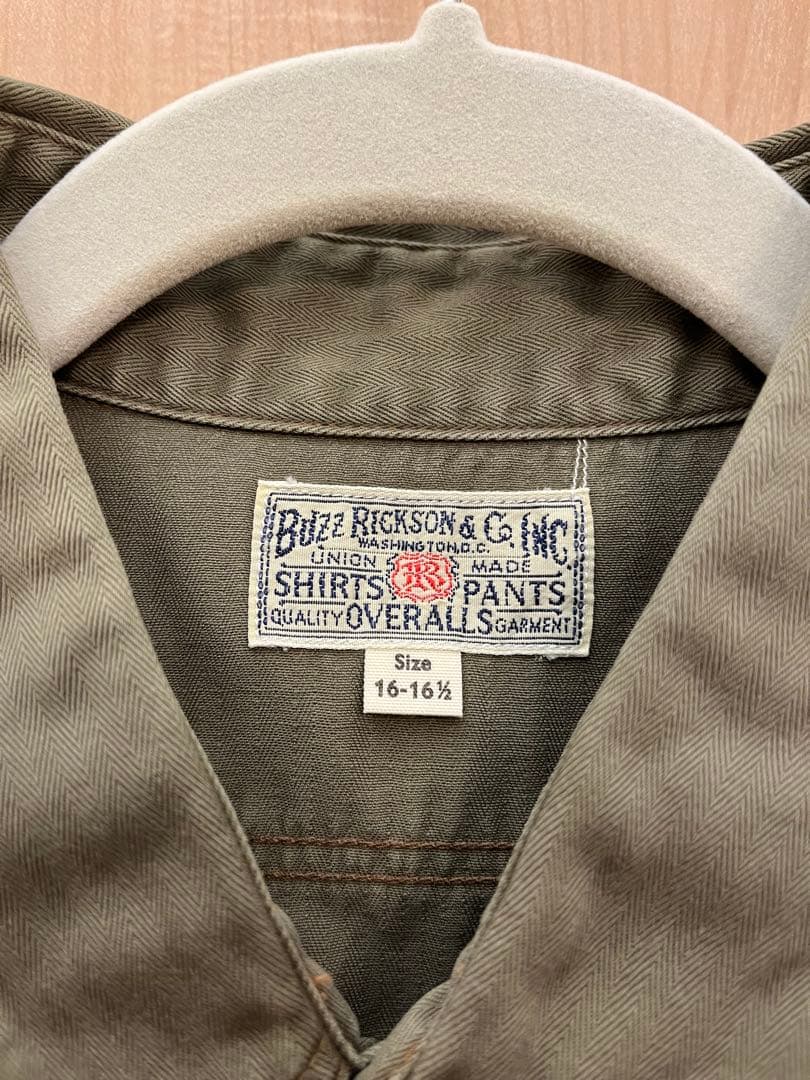 BUZZ RICKSON & CO. INC
WASHINGTON, D.C.
UNION MADE
SHIRTS R PANTS
QUALITY OVERALLS GARMENT
Size
16-16½